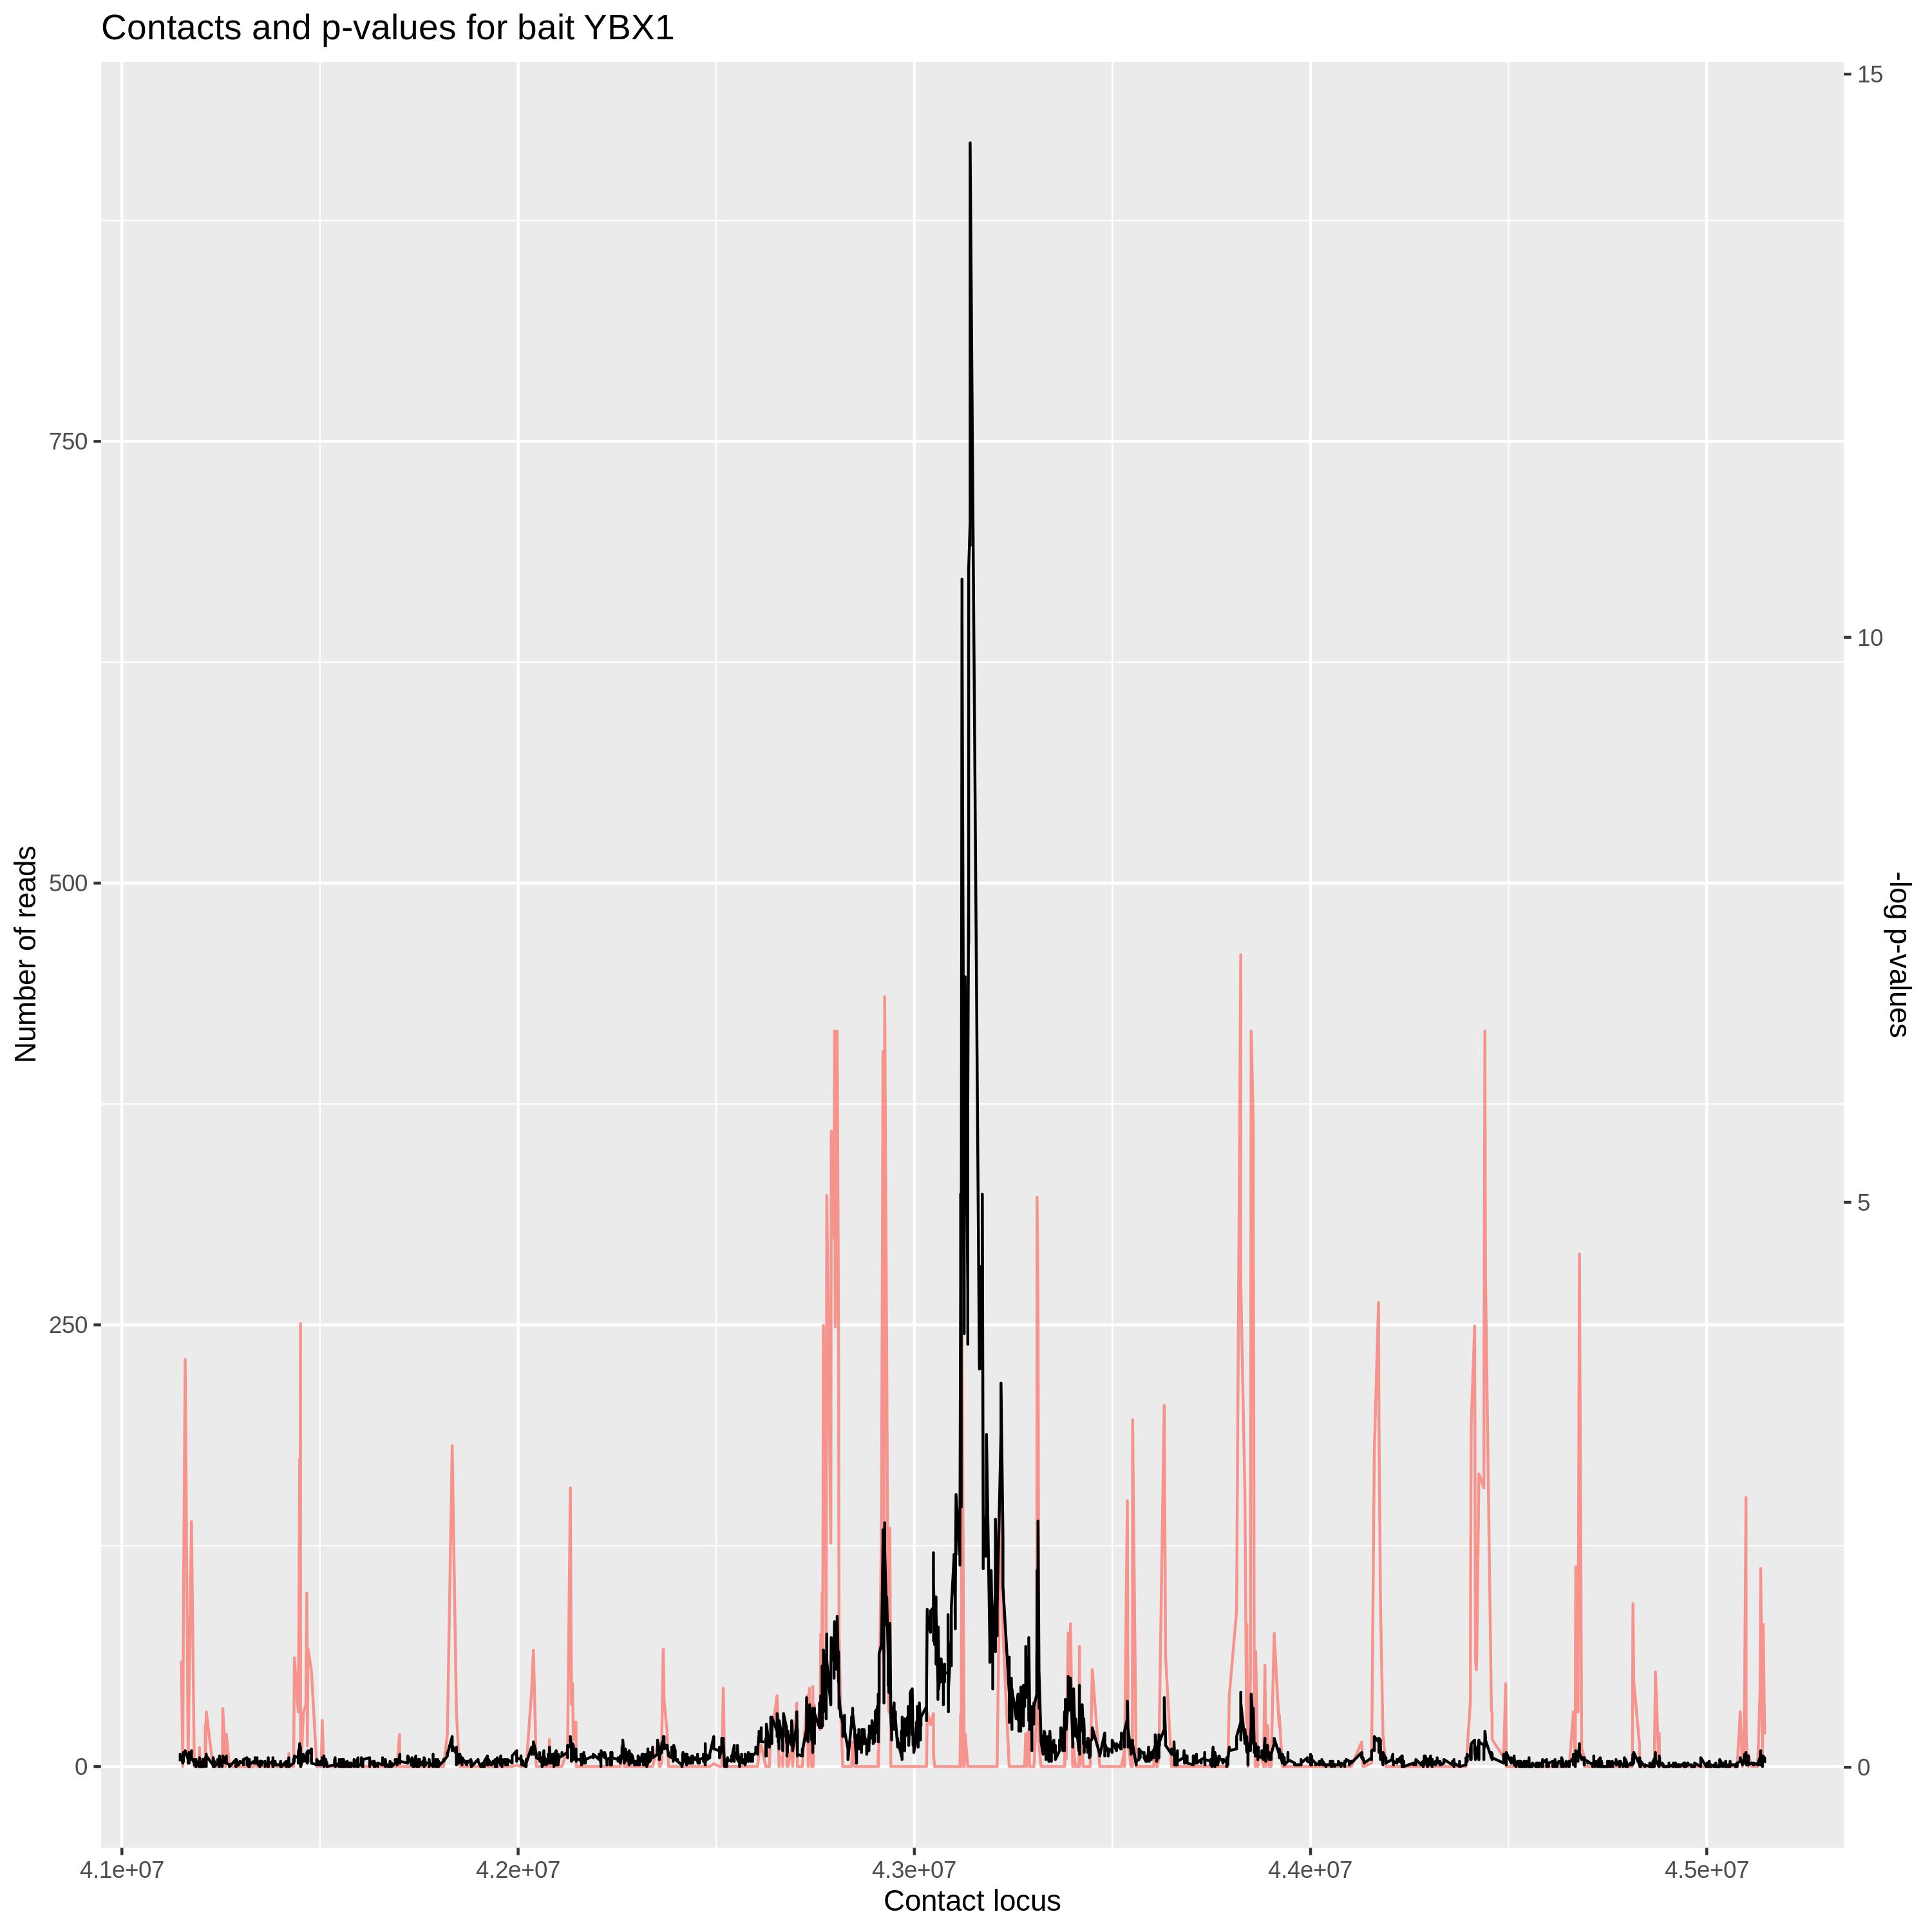 Contacts and p-values for bait YBX1
15
750
10
500
Number of reads
-log p-values
5
250
0
0
4.1e+07
4.2e+07
4.3e+07
4.4e+07
4.5e+07
Contact locus